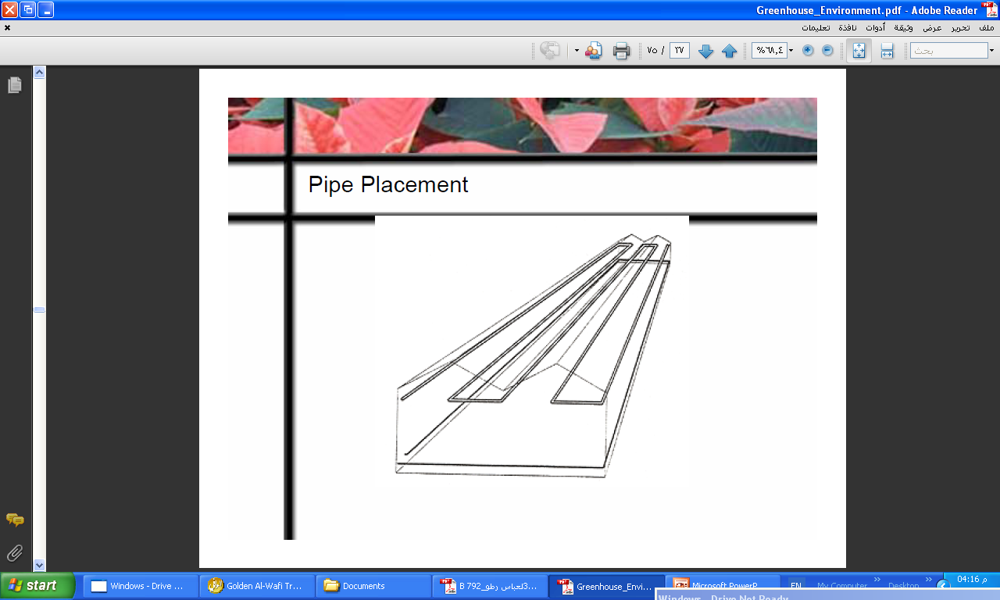 Greenhouse_Environment.pdf - Adobe Reader
ملف تحرير عرض وثيقة أدوات نافذة تعليمات
٧٥ / ٢٧ %٦٨,٤ بحث
Pipe Placement
start Windows - Drive ... Golden Al-Wafi Tr... Documents Greenhouse_Envi... Microsoft PowerP EN My Computer » Desktop » 04:16 م
Windows - Drive Not Ready